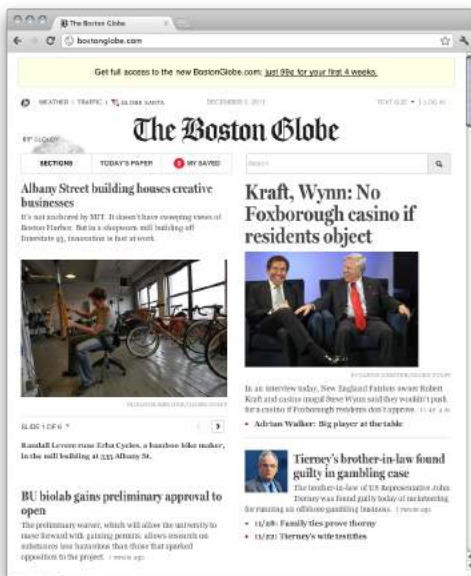 The Boston Globe
bostonglobe.com
Get full access to the new BostonGlobe.com: just 99¢ for your first 4 weeks.
WEATHER | TRAFFIC | GLOBE SANTA
2011
TEXT SIZE | LOG IN
The Boston Globe
CLOUDY
SECTIONS TODAY'S PAPER MY SAVED
Search
Albany Street building houses creative
businesses
It's not anchored by MIT. It doesn't have sweeping views of
Boston Harbor. But in a shopworn mill building off
Interstate 93, innovation is fast at work.
SLIDE 1 OF 6
Randall Levere runs Erba Cycles, a bamboo bike maker,
in the mill building at 535 Albany St.
BU biolab gains preliminary approval to
open
The preliminary waiver, which will allow the university to
move forward with gaining permits, allows research on
substances less hazardous than those that sparked
opposition to the project.
Kraft, Wynn: No
Foxborough casino if
residents object
In an interview today, New England Patriots owner Robert
Kraft and casino mogul Steve Wynn said they wouldn't push
for a casino if Foxborough residents don't approve.
Adrian Walker: Big player at the table
Tierney's brother-in-law found
guilty in gambling case
The brother-in-law of US Representative John
Tierney was found guilty today of racketeering
for running an offshore gambling business.
11/28: Family ties prove thorny
11/22: Tierney's wife testifies